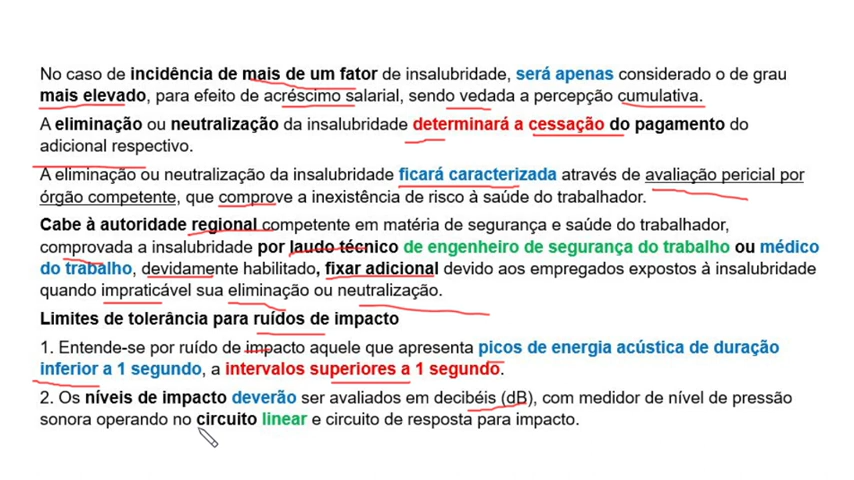 No caso de incidência de mais de um fator de insalubridade, será apenas considerado o de grau
mais elevado, para efeito de acréscimo salarial, sendo vedada a percepção cumulativa.
A eliminação ou neutralização da insalubridade determinará a cessação do pagamento do
adicional respectivo.
A eliminação ou neutralização da insalubridade ficará caracterizada através de avaliação pericial por
órgão competente, que comprove a inexistência de risco à saúde do trabalhador.
Cabe à autoridade regional competente em matéria de segurança e saúde do trabalhador,
comprovada a insalubridade por laudo técnico de engenheiro de segurança do trabalho ou médico
do trabalho, devidamente habilitado, fixar adicional devido aos empregados expostos à insalubridade
quando impraticável sua eliminação ou neutralização.
Limites de tolerância para ruídos de impacto
1. Entende-se por ruído de impacto aquele que apresenta picos de energia acústica de duração
inferior a 1 segundo, a intervalos superiores a 1 segundo.
2. Os níveis de impacto deverão ser avaliados em decibéis (dB), com medidor de nível de pressão
sonora operando no circuito linear e circuito de resposta para impacto.